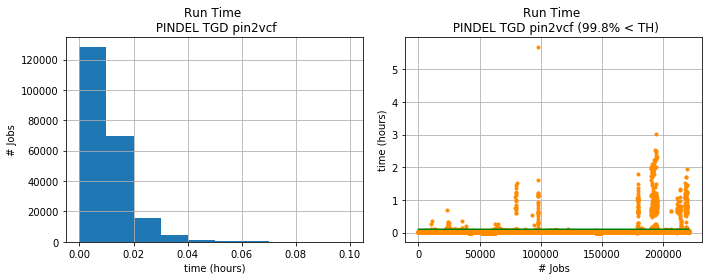 Run Time
PINDEL TGD pin2vcf
120000
100000
80000
60000
40000
20000
0
# Jobs
0.00 0.02 0.04 0.06 0.08 0.10
time (hours)
Run Time
PINDEL TGD pin2vcf (99.8% < TH)
5
4
3
2
1
0
time (hours)
0 50000 100000 150000 200000
# Jobs